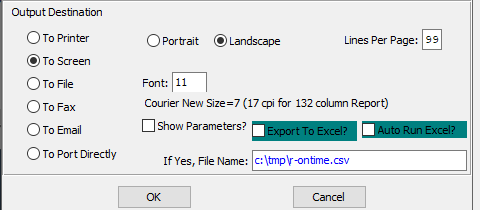 Output Destination
To Printer
To Screen
To File
To Fax
To Email
To Port Directly
Portrait
Landscape
Lines Per Page: 99
Font: 11
Courier New Size=7 (17 cpi for 132 column Report)
Show Parameters?
Export To Excel?
Auto Run Excel?
If Yes, File Name: c:\tmp\r-ontime.csv
OK
Cancel